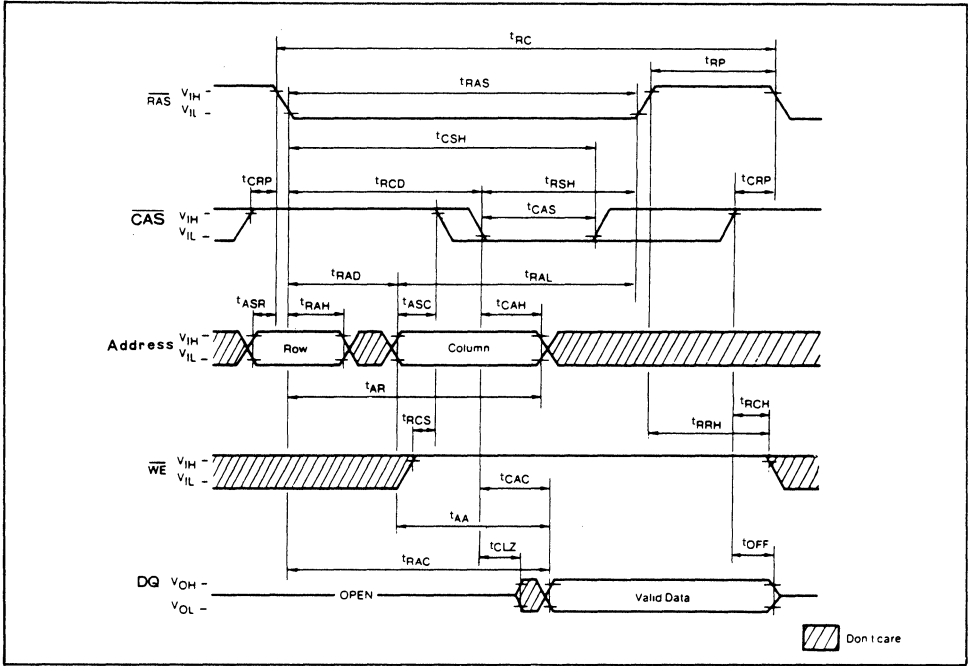 tRC
tRP
tRAS
RAS VIH
VIL
tCSH
tCRP tRCD tRSH tCRP
tCAS
CAS VIH
VIL
tRAD tRAL
tASR tRAH tASC tCAH
Address VIH
VIL
Row Column
tAR
tRCS tRCH
tRRH
WE VIH
VIL
tCAC
tAA
tCLZ tOFF
tRAC
DQ VOH
VOL
OPEN Valid Data
Don t care